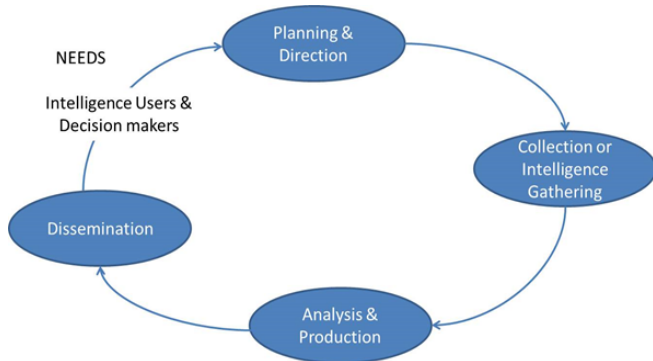 Planning &
Direction
NEEDS
Intelligence Users &
Decision makers
Collection or
Intelligence
Gathering
Dissemination
Analysis &
Production